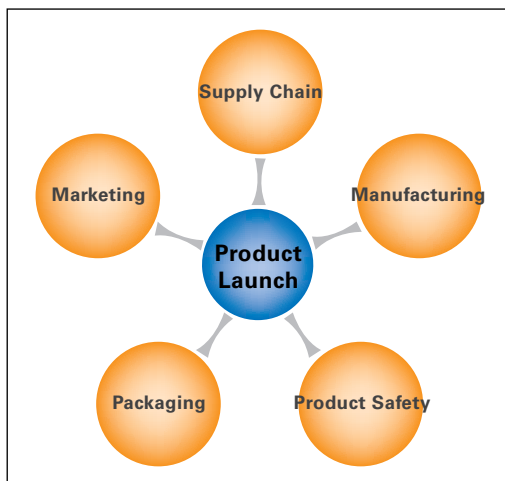 Supply Chain
Marketing
Manufacturing
Product
Launch
Packaging
Product Safety